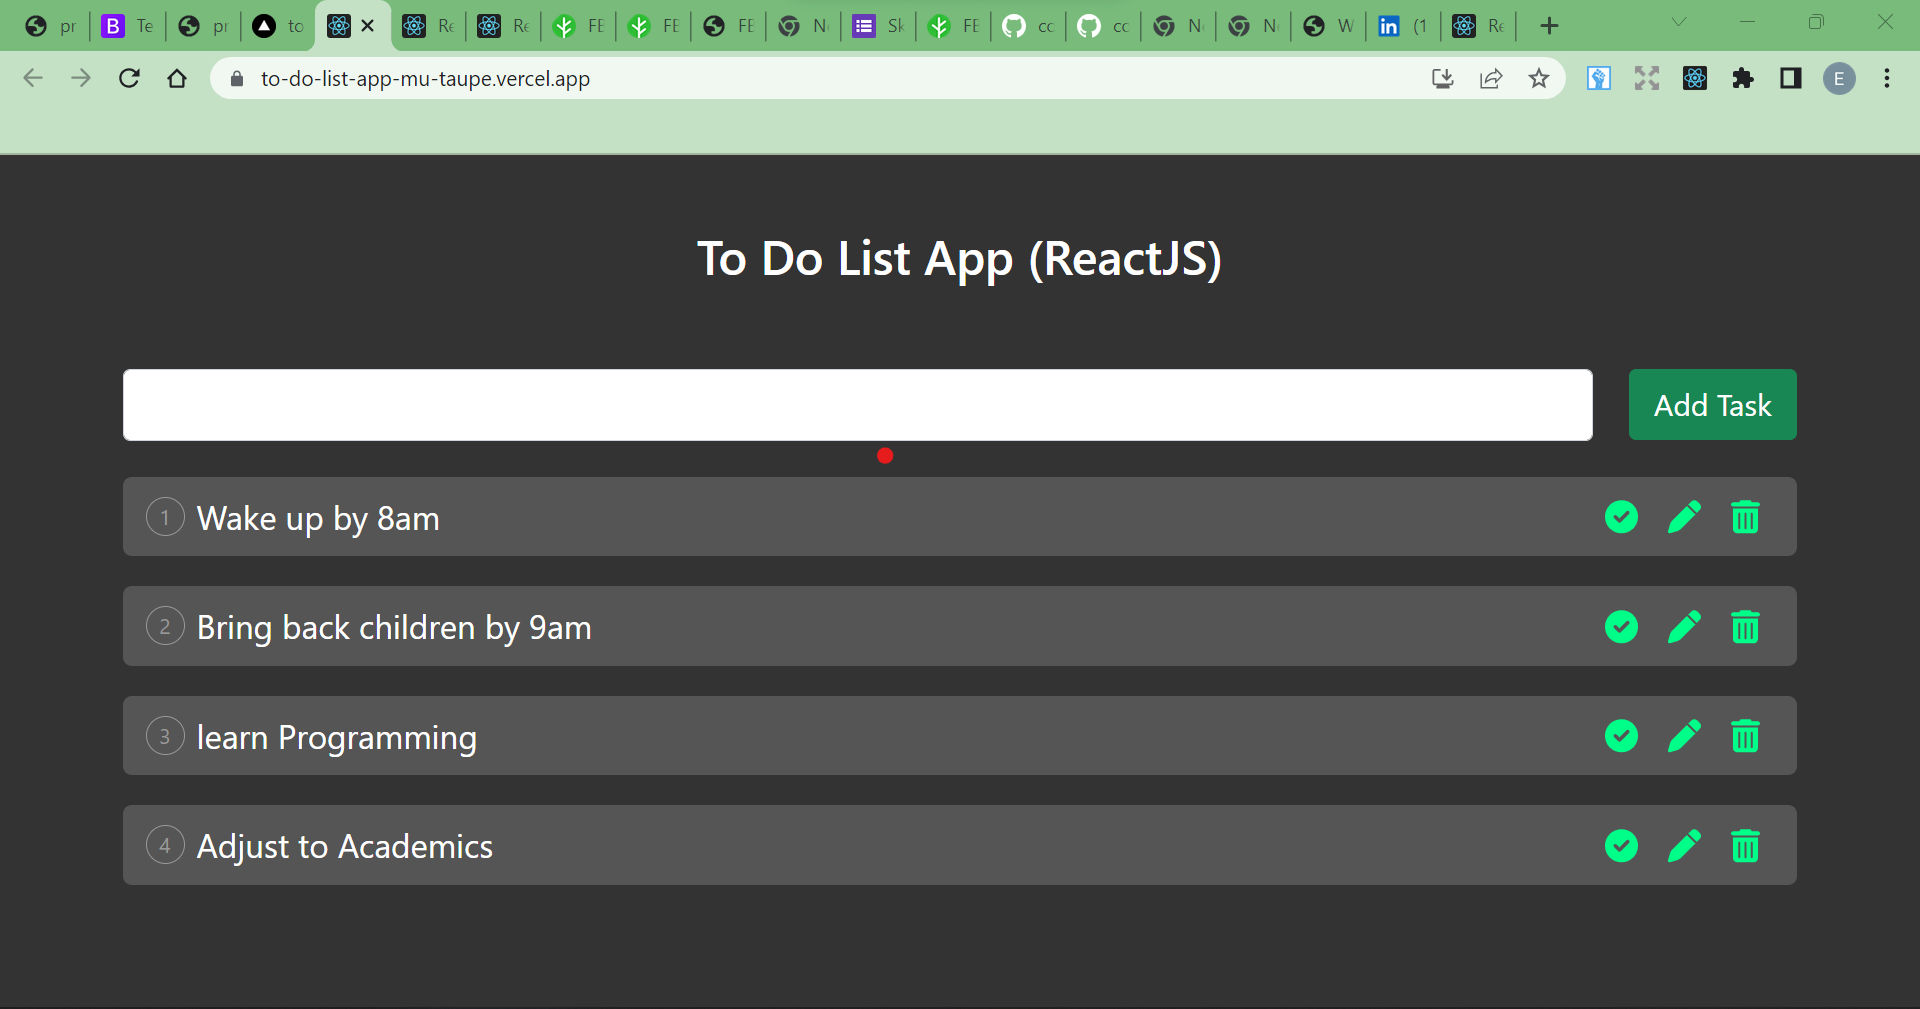 pr
Te
pr
to
Re
Re
FE
FE
FE
N
Sk
FE
cc
cc
N
N
W
(1
Re
to-do-list-app-mu-taupe.vercel.app
E
To Do List App (ReactJS)
Add Task
1 Wake up by 8am
2 Bring back children by 9am
3 learn Programming
4 Adjust to Academics